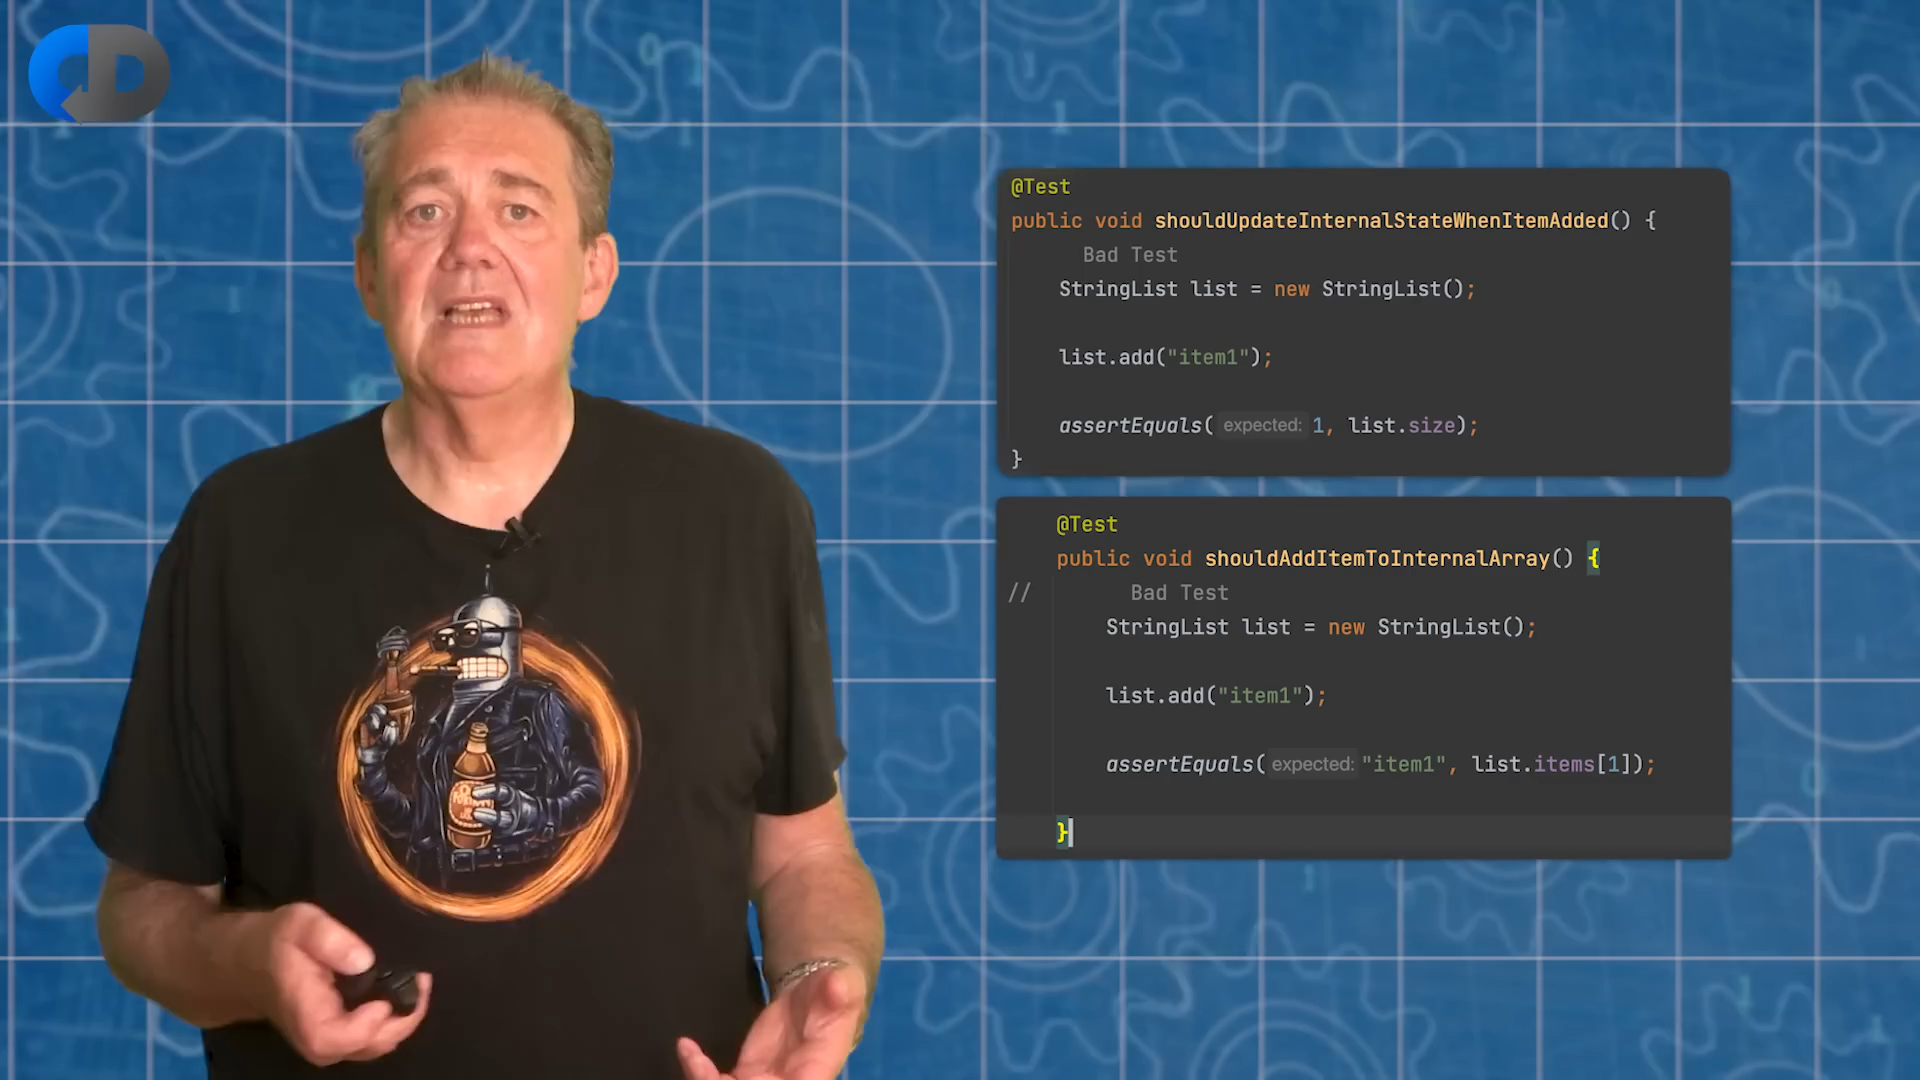 CD
@Test
public void shouldUpdateInternalStateWhenItemAdded() {
Bad Test
StringList list = new StringList();
list.add("item1");
assertEquals( expected: 1, list.size);
}
@Test
public void shouldAddItemToInternalArray() {
// Bad Test
StringList list = new StringList();
list.add("item1");
assertEquals( expected: "item1", list.items[1]);
}